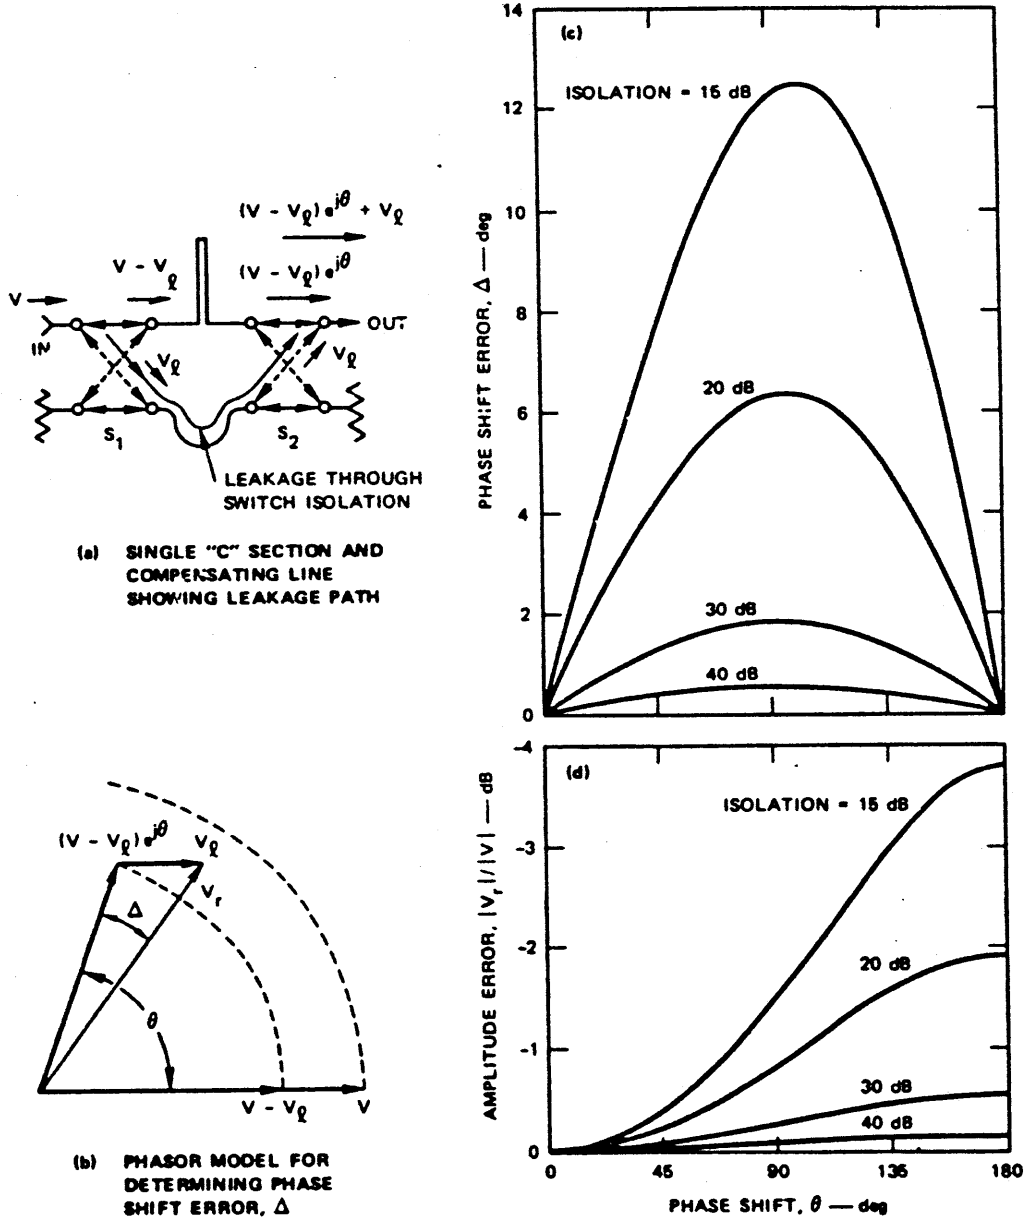 (V - Vℓ) e^jθ + Vℓ
V - Vℓ
(V - Vℓ) e^jθ
V
IN
OUT
Vℓ
Vℓ
S1
S2
LEAKAGE THROUGH
SWITCH ISOLATION
(a) SINGLE "C" SECTION AND
COMPENSATING LINE
SHOWING LEAKAGE PATH
(V - Vℓ) e^jθ
Vℓ
Vr
Δ
θ
V - Vℓ
V
(b) PHASOR MODEL FOR
DETERMINING PHASE
SHIFT ERROR, Δ
(c)
ISOLATION = 15 dB
20 dB
30 dB
40 dB
14
12
10
8
6
4
2
0
PHASE SHIFT ERROR, Δ — deg
(d)
ISOLATION = 15 dB
20 dB
30 dB
40 dB
-4
-3
-2
-1
0
AMPLITUDE ERROR, |Vr|/|V| — dB
0 45 90 135 180
PHASE SHIFT, θ — deg